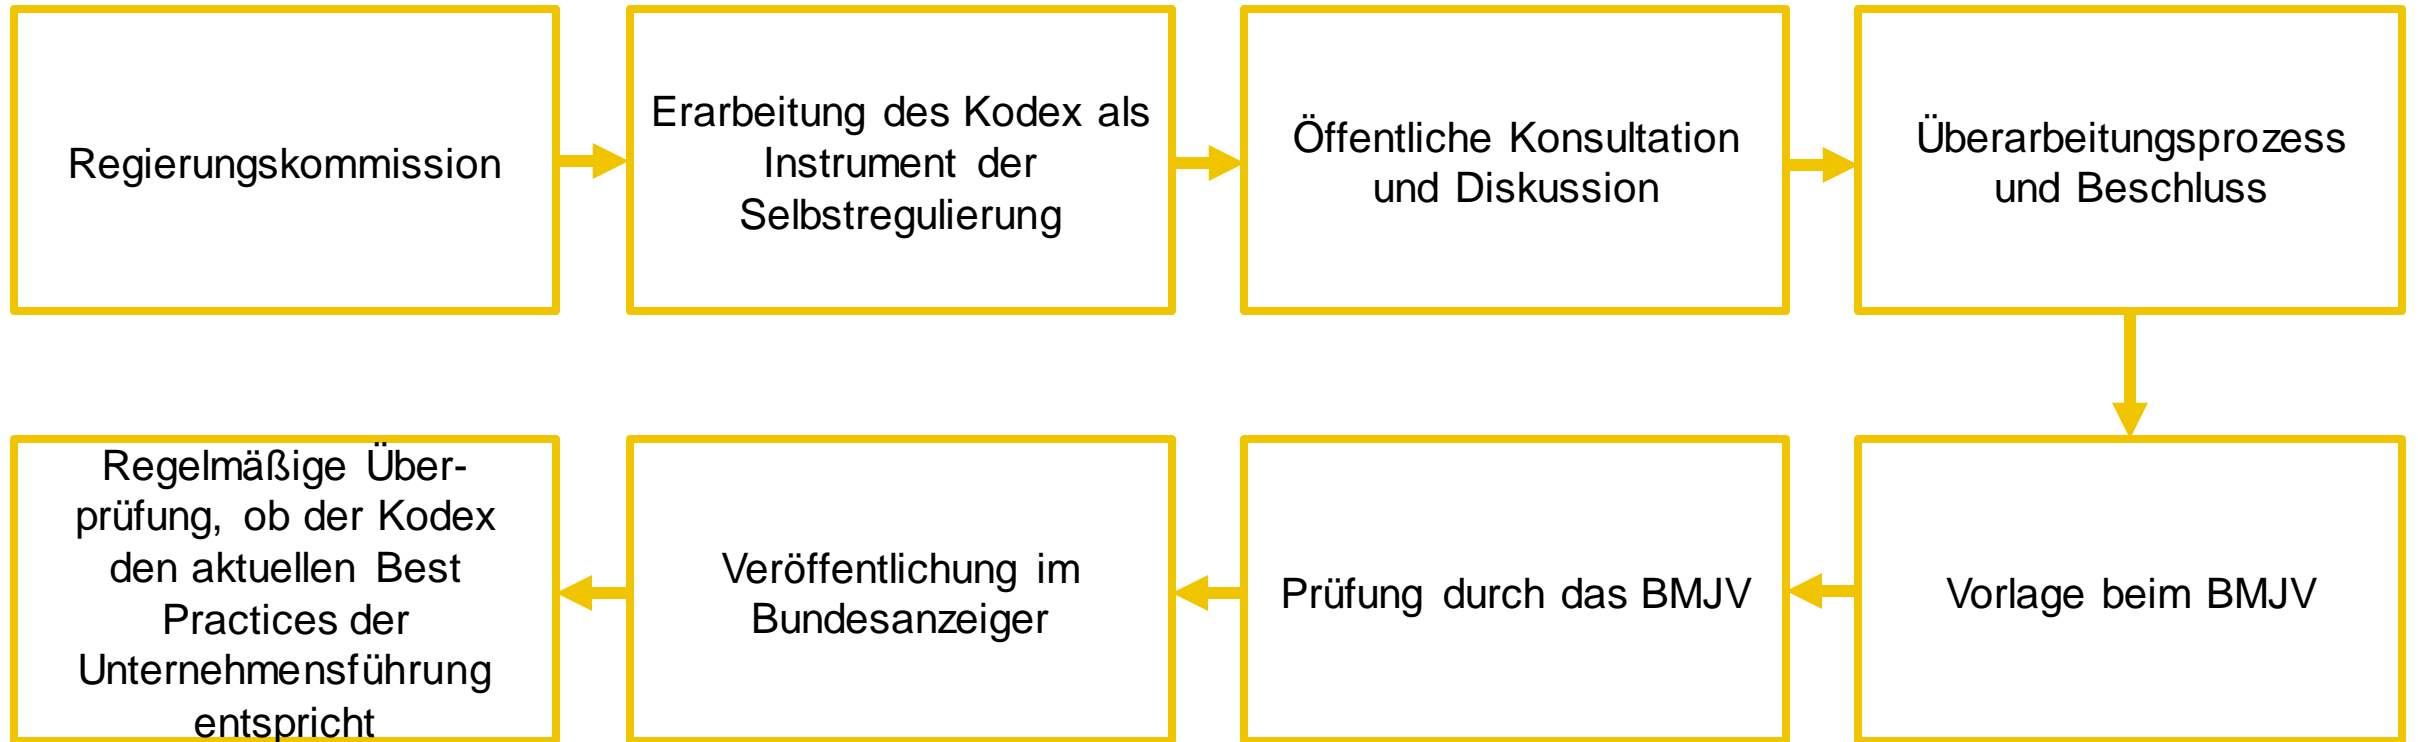 Regierungskommission
Erarbeitung des Kodex als
Instrument der
Selbstregulierung
Öffentliche Konsultation
und Diskussion
Überarbeitungsprozess
und Beschluss
Vorlage beim BMJV
Prüfung durch das BMJV
Veröffentlichung im
Bundesanzeiger
Regelmäßige Über-
prüfung, ob der Kodex
den aktuellen Best
Practices der
Unternehmensführung
entspricht